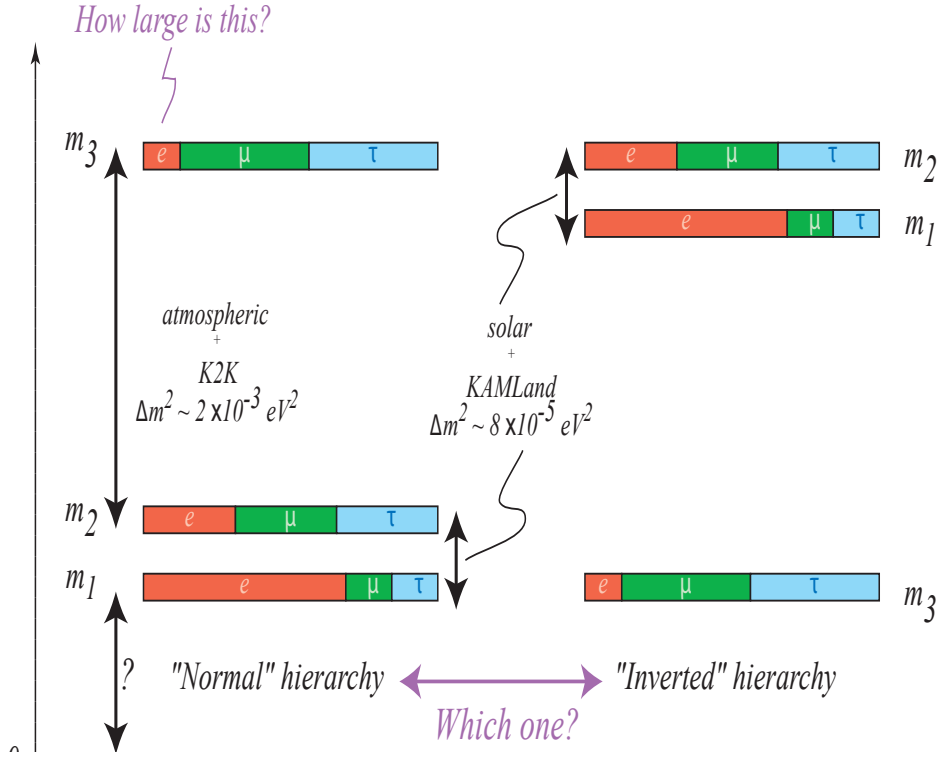 How large is this?
m3
e μ τ
e μ τ
m2
e μ τ
m1
atmospheric
+
K2K
Δm² ~ 2 x10⁻³ eV²
solar
+
KAMLand
Δm² ~ 8 x10⁻⁵ eV²
m2
e μ τ
m1
e μ τ
e μ τ
m3
?
"Normal" hierarchy
"Inverted" hierarchy
Which one?